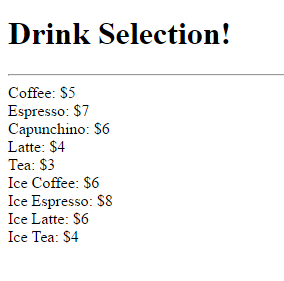 Drink Selection!
Coffee: $5
Espresso: $7
Capunchino: $6
Latte: $4
Tea: $3
Ice Coffee: $6
Ice Espresso: $8
Ice Latte: $6
Ice Tea: $4